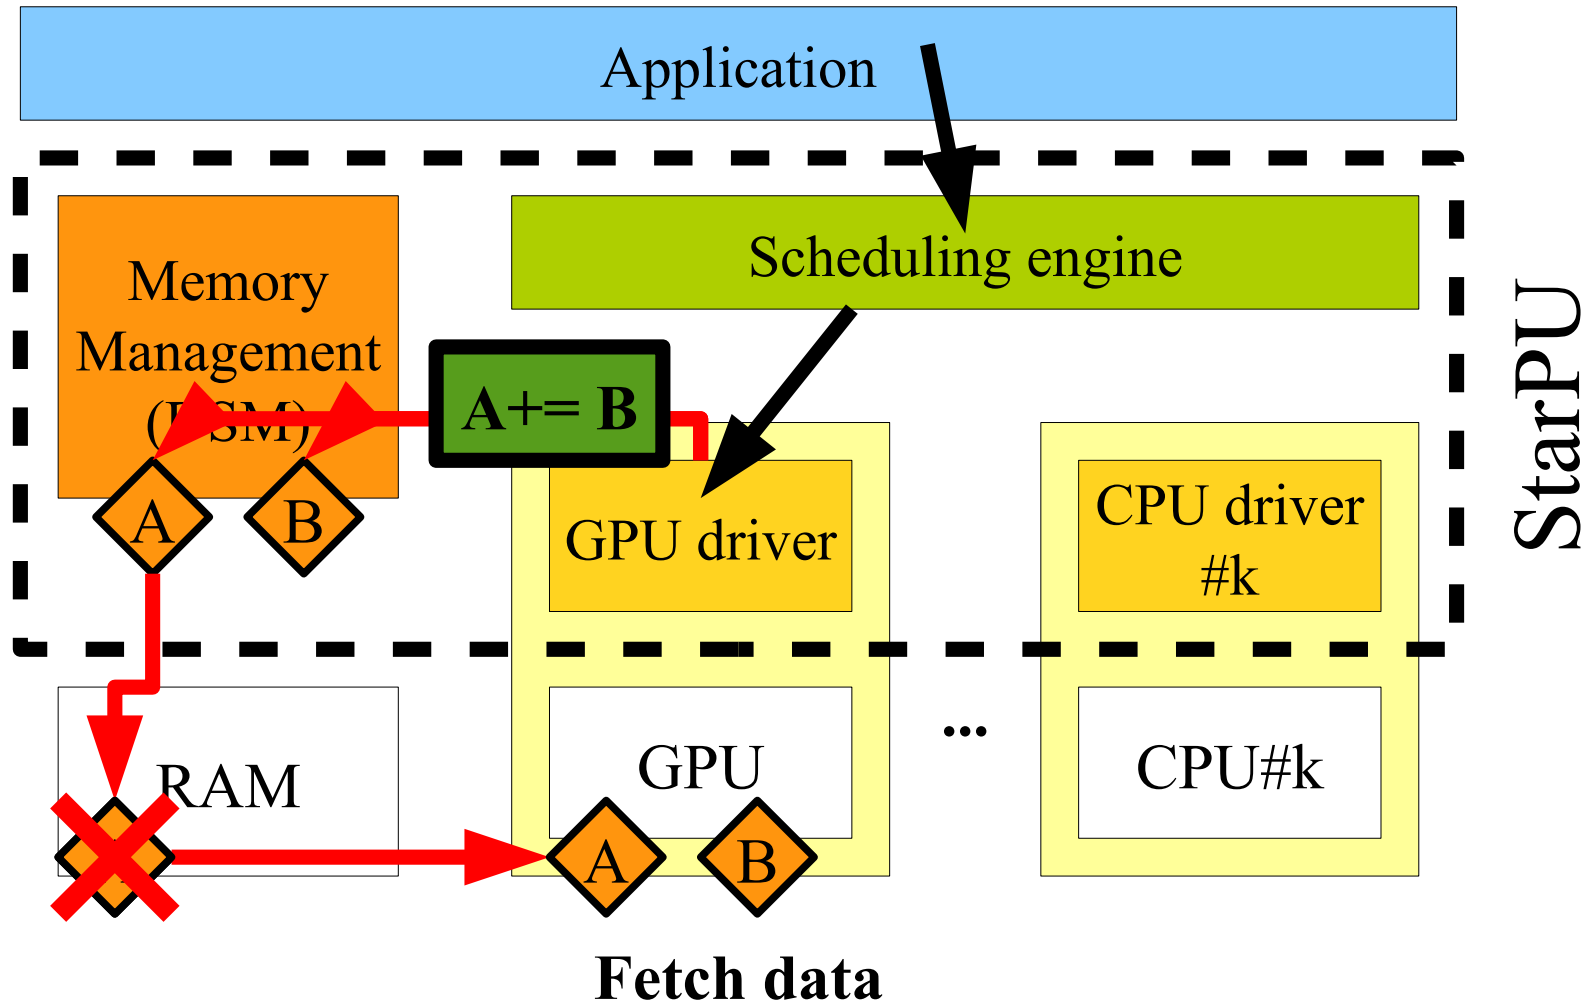 Application
Memory
Management
Scheduling engine
StarPU
A+= B
A
B
GPU driver
CPU driver
#k
RAM
GPU
...
CPU#k
A
B
Fetch data